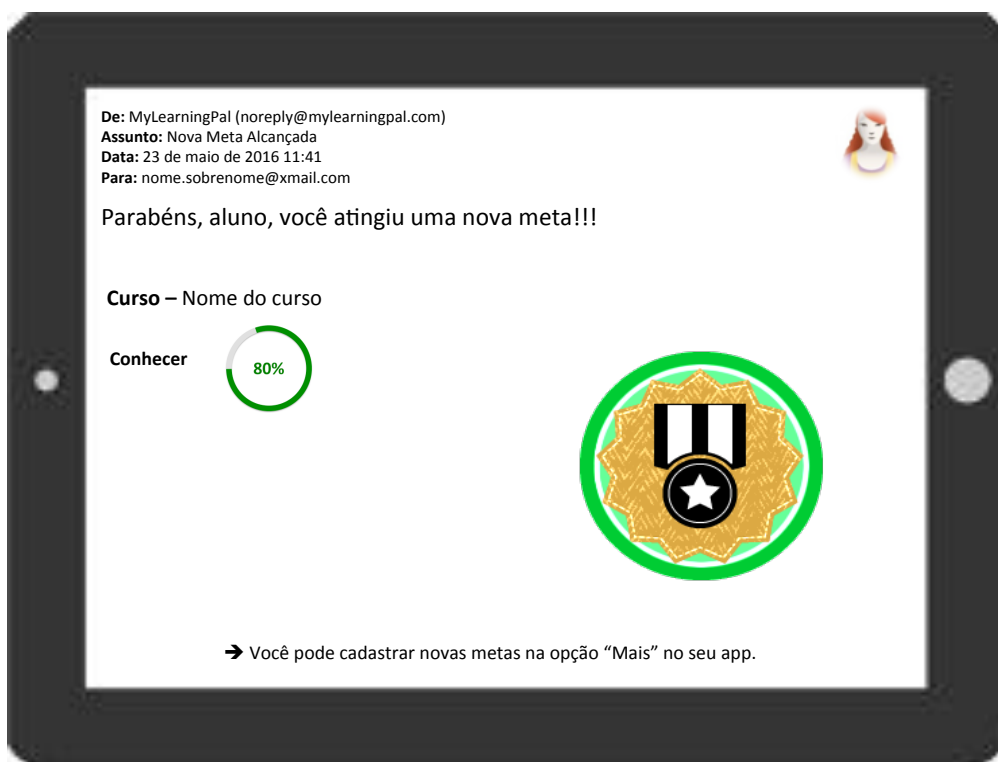 De: MyLearningPal (noreply@mylearningpal.com)
Assunto: Nova Meta Alcançada
Data: 23 de maio de 2016 11:41
Para: nome.sobrenome@xmail.com
Parabéns, aluno, você atingiu uma nova meta!!!
Curso – Nome do curso
Conhecer
80%
➔ Você pode cadastrar novas metas na opção “Mais” no seu app.